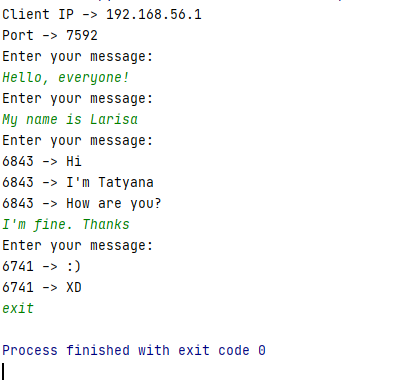 Client IP -> 192.168.56.1
Port -> 7592
Enter your message:
Hello, everyone!
Enter your message:
My name is Larisa
Enter your message:
6843 -> Hi
6843 -> I'm Tatyana
6843 -> How are you?
I'm fine. Thanks
Enter your message:
6741 -> :)
6741 -> XD
exit
Process finished with exit code 0